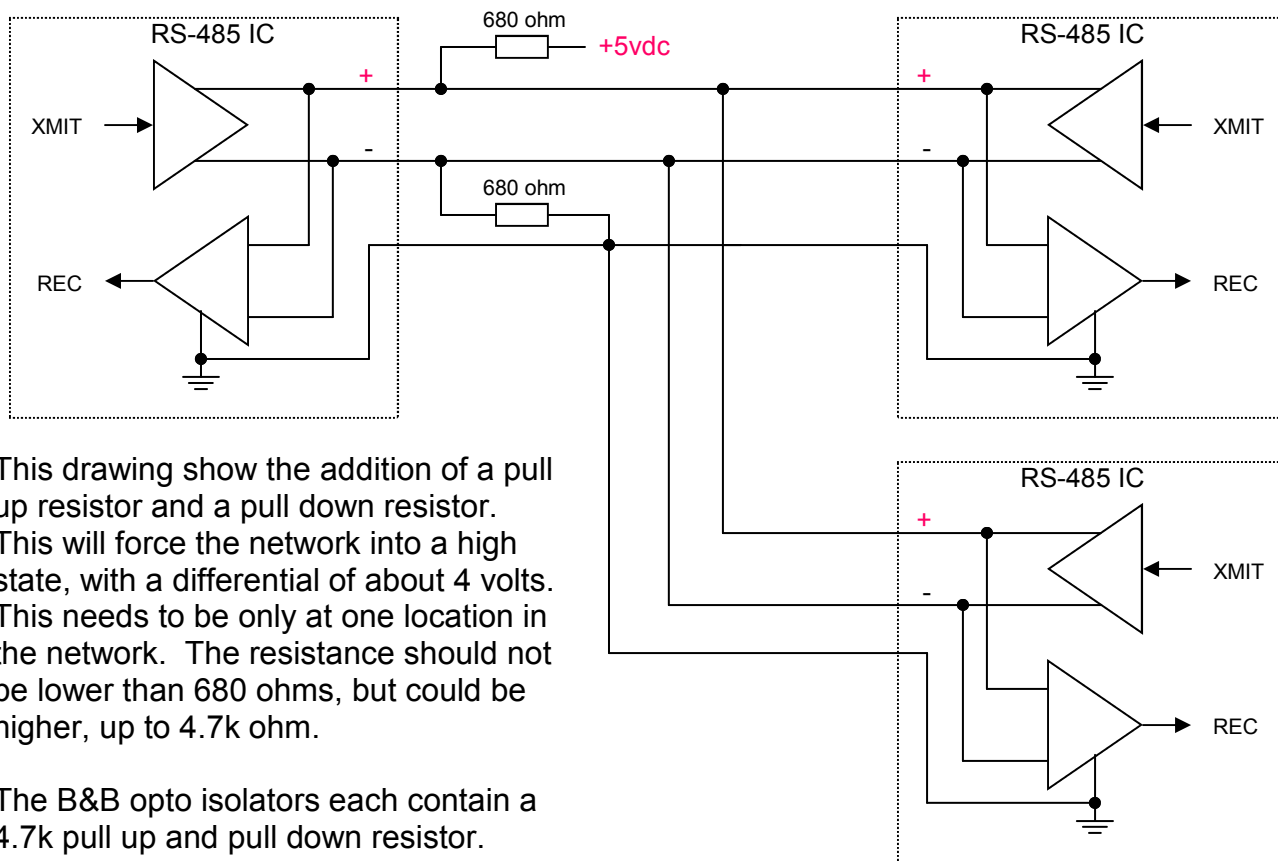 680 ohm
RS-485 IC
+5vdc
RS-485 IC
+
+
XMIT
XMIT
-
-
680 ohm
REC
REC
This drawing show the addition of a pull
up resistor and a pull down resistor.
This will force the network into a high
state, with a differential of about 4 volts.
This needs to be only at one location in
the network. The resistance should not
be lower than 680 ohms, but could be
higher, up to 4.7k ohm.
The B&B opto isolators each contain a
4.7k pull up and pull down resistor.
RS-485 IC
+
XMIT
-
REC